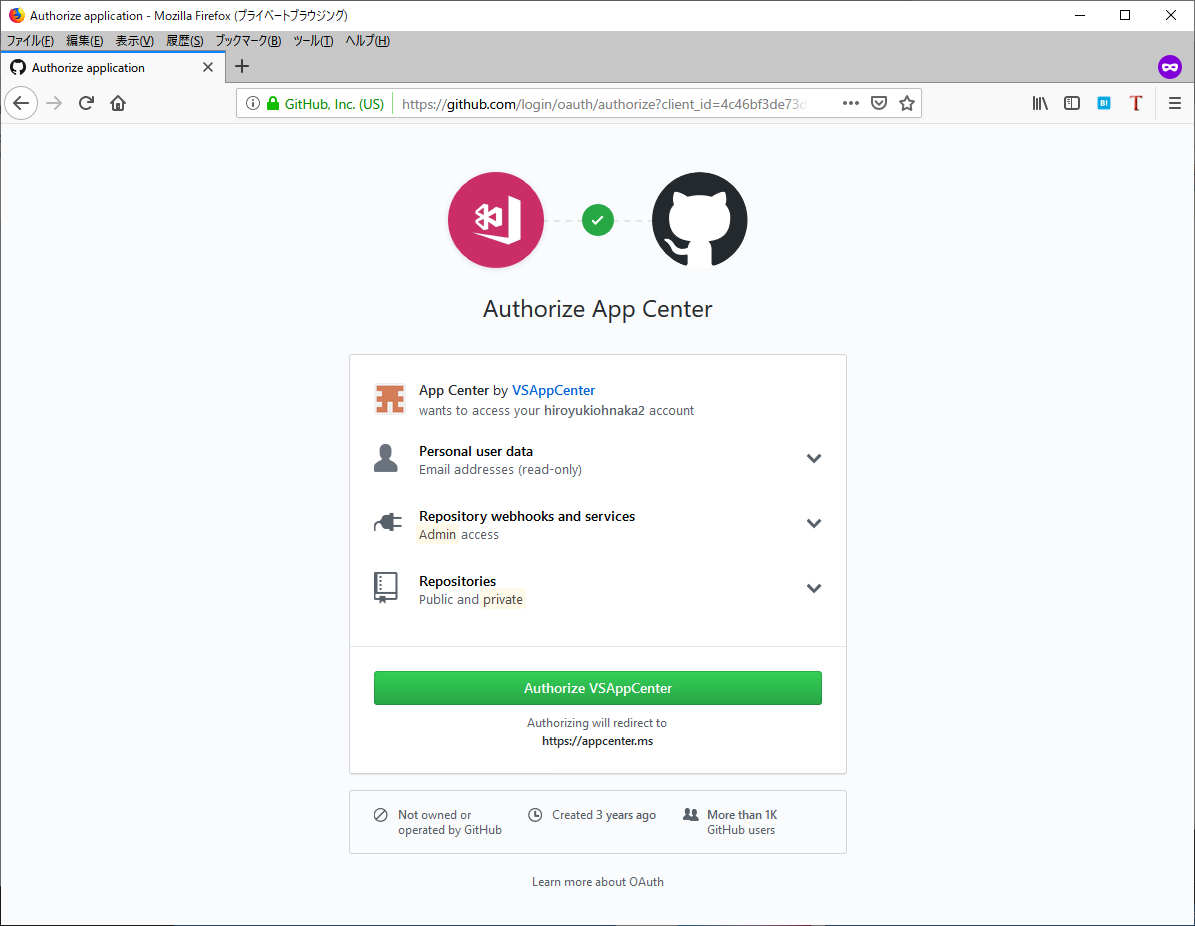 Authorize application - Mozilla Firefox (プライベートブラウジング)
ファイル(F) 編集(E) 表示(V) 履歴(S) ブックマーク(B) ツール(T) ヘルプ(H)
Authorize application
GitHub, Inc. (US) https://github.com/login/oauth/authorize?client_id=4c46bf3de73d
B!
T
Authorize App Center
App Center by VSAppCenter
wants to access your hiroyukiohnaka2 account
Personal user data
Email addresses (read-only)
Repository webhooks and services
Admin access
Repositories
Public and private
Authorize VSAppCenter
Authorizing will redirect to
https://appcenter.ms
Not owned or
operated by GitHub
Created 3 years ago
More than 1K
GitHub users
Learn more about OAuth